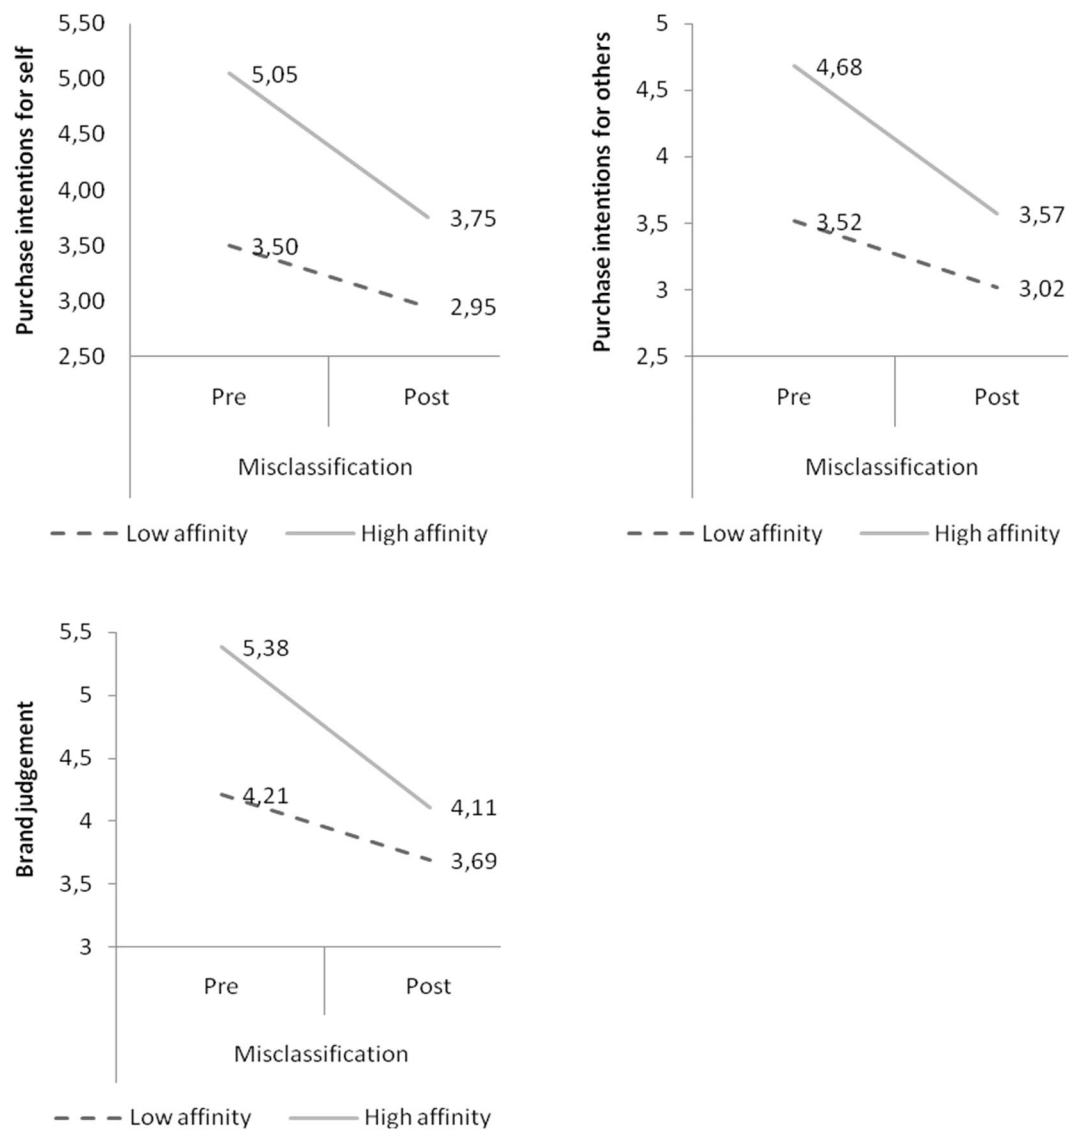 Purchase intentions for self
5,50
5,00
4,50
4,00
3,50
3,00
2,50
5,05
3,75
3,50
2,95
Pre Post
Misclassification
Low affinity High affinity
Purchase intentions for others
5
4,5
4
3,5
3
2,5
4,68
3,57
3,52
3,02
Pre Post
Misclassification
Low affinity High affinity
Brand judgement
5,5
5
4,5
4
3,5
3
5,38
4,11
4,21
3,69
Pre Post
Misclassification
Low affinity High affinity